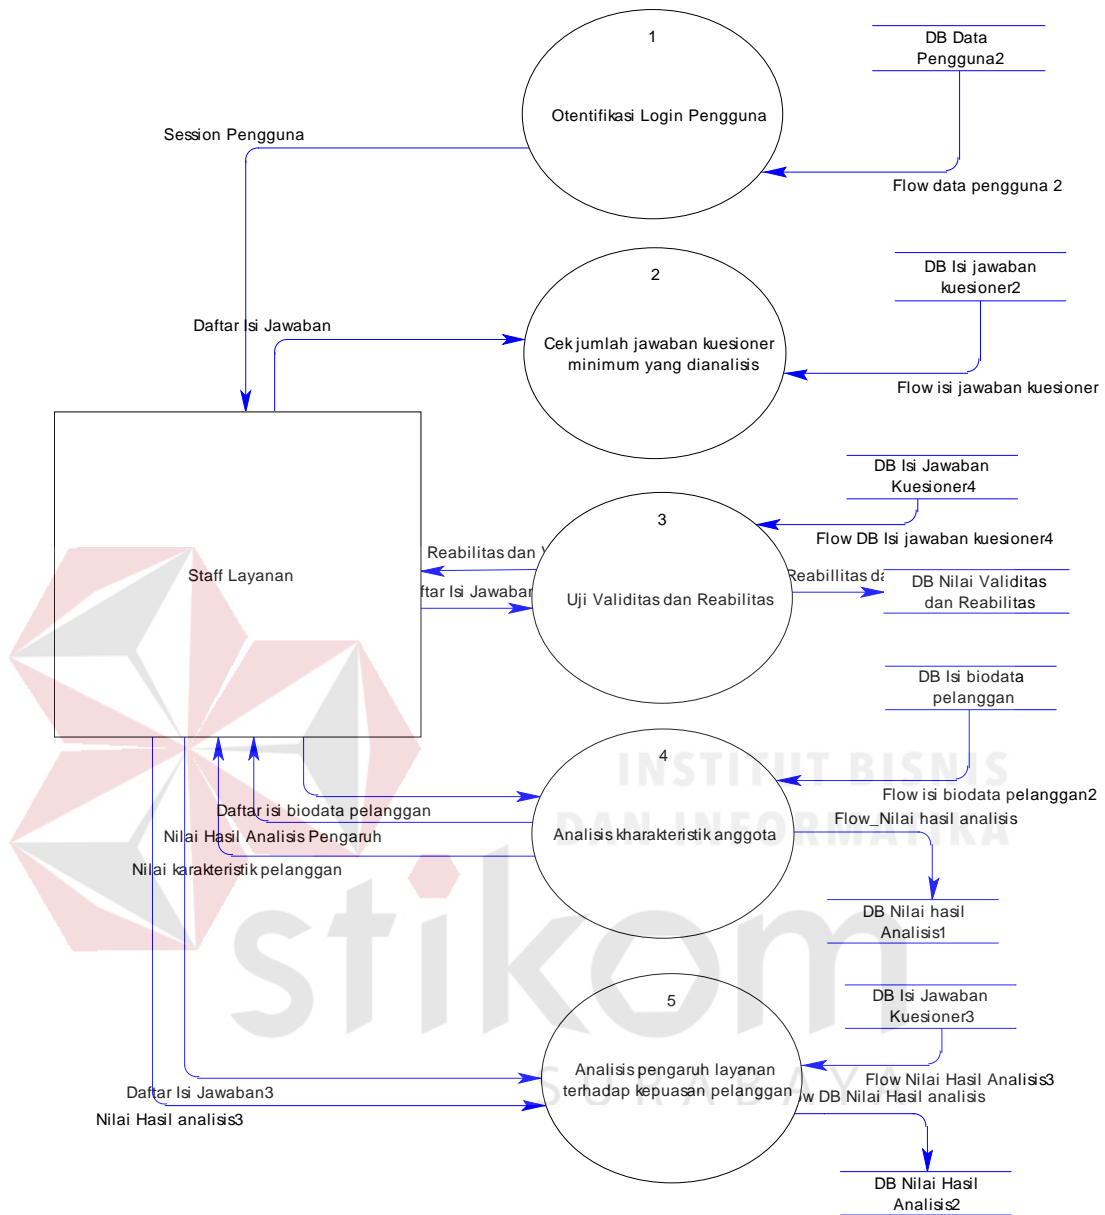 1
DB Data
Pengguna2
Otentifikasi Login Pengguna
Session Pengguna
Flow data pengguna 2
2
DB Isi jawaban
kuesioner2
Daftar Isi Jawaban
Cek jumlah jawaban kuesioner
minimum yang dianalisis
Flow isi jawaban kuesioner
DB Isi Jawaban
Kuesioner4
3
Flow DB Isi jawaban kuesioner4
Reabilitas dan
Staff Layanan
Reabillitas
DB Nilai Validitas
dan Reabilitas
Isi Jawaban
Uji Validitas dan Reabilitas
DB Isi biodata
pelanggan
4
INSTITUT BISNIS
DAN INFORMATIKA
Flow isi biodata pelanggan2
Daftar isi biodata pelanggan
Flow_Nilai hasil analisis
Nilai Hasil Analisis Pengaruh
Analisis kharakteristik anggota
Nilai karakteristik pelanggan
DB Nilai hasil
Analisis1
stikom
5
DB Isi Jawaban
Kuesioner3
Analisis pengaruh layanan
terhadap kepuasan pelanggan
SURABAYA
Flow Nilai Hasil Analisis3
DB Nilai Hasil analisis
Daftar Isi Jawaban3
Nilai Hasil analisis3
DB Nilai Hasil
Analisis2